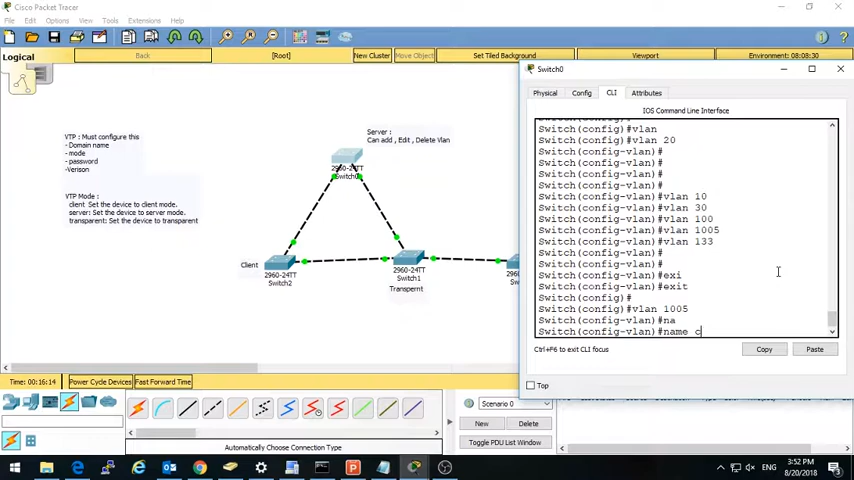 Cisco Packet Tracer
File Edit Options View Tools Extensions Help
Logical
Back
[Root]
New Cluster
Move Object
Set Tiled Background
Viewport
Environment: 08:08:30
VTP : Must configure this
- Domain name
- mode
- password
-Verison
VTP Mode :
client Set the device to client mode.
server: Set the device to server mode.
transparent: Set the device to transparent
Server :
Can add , Edit , Delete Vlan
2960-24TT
Switch0
Client
2960-24TT
Switch2
2960-24TT
Switch1
Transpernt
Switch0
Physical
Config
CLI
Attributes
IOS Command Line Interface
Switch(config)#
Switch(config)#vlan
Switch(config)#vlan 20
Switch(config-vlan)#
Switch(config-vlan)#
Switch(config-vlan)#
Switch(config-vlan)#
Switch(config-vlan)#vlan 10
Switch(config-vlan)#vlan 30
Switch(config-vlan)#vlan 100
Switch(config-vlan)#vlan 1005
Switch(config-vlan)#vlan 133
Switch(config-vlan)#
Switch(config-vlan)#
Switch(config-vlan)#exi
Switch(config-vlan)#exit
Switch(config)#
Switch(config)#vlan 1005
Switch(config-vlan)#na
Switch(config-vlan)#name c
Ctrl+F6 to exit CLI focus
Copy
Paste
Top
Time: 00:16:14
Power Cycle Devices
Fast Forward Time
Automatically Choose Connection Type
Scenario 0
New
Delete
Toggle PDU List Window
ENG
3:52 PM
8/20/2018